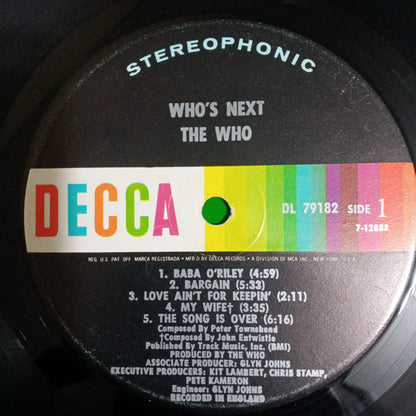 STEREOPHONIC
WHO'S NEXT
THE WHO
DECCA
DL 79182 SIDE 1
7-12888
REG. U.S. PAT. OFF. MARCA REGISTRADA • MFR'D BY DECCA RECORDS • A DIVISION OF MCA INC. NEW YORK, U.S.A.
1. BABA O'RILEY (4:59)
2. BARGAIN (5:33)
3. LOVE AIN'T FOR KEEPIN' (2:11)
4. MY WIFE† (3:35)
5. THE SONG IS OVER (6:16)
Composed By Peter Townshend
†Composed By John Entwistle
Published By Track Music, Inc. (BMI)
PRODUCED BY THE WHO
ASSOCIATE PRODUCER: GLYN JOHNS
EXECUTIVE PRODUCERS: KIT LAMBERT, CHRIS STAMP,
PETE KAMERON
Engineer: GLYN JOHNS
RECORDED IN ENGLAND